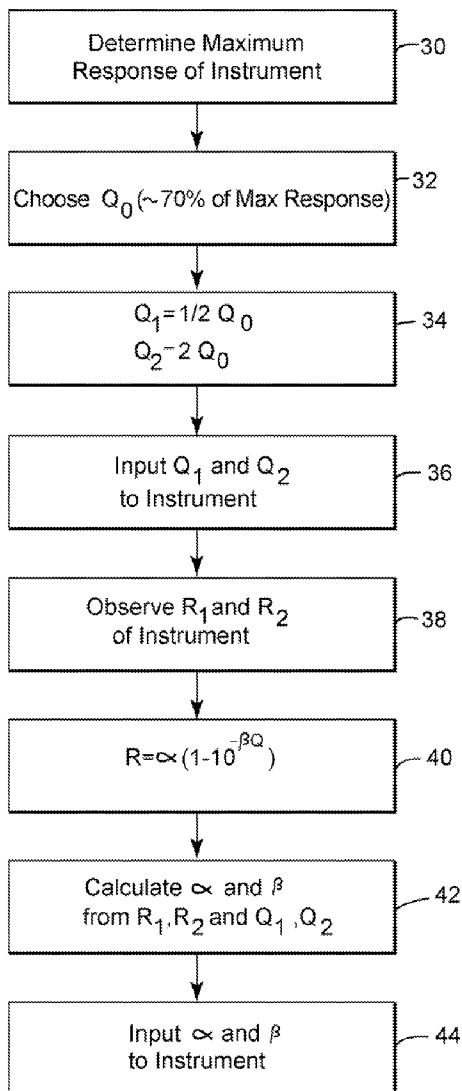 Determine Maximum
Response of Instrument
30
Choose Q₀ (~70% of Max Response)
32
Q₁=1/2 Q₀
Q₂=2 Q₀
34
Input Q₁ and Q₂
to Instrument
36
Observe R₁ and R₂
of Instrument
38
R=∝(1-10^-βQ)
40
Calculate ∝ and β
from R₁,R₂ and Q₁,Q₂
42
Input ∝ and β
to Instrument
44